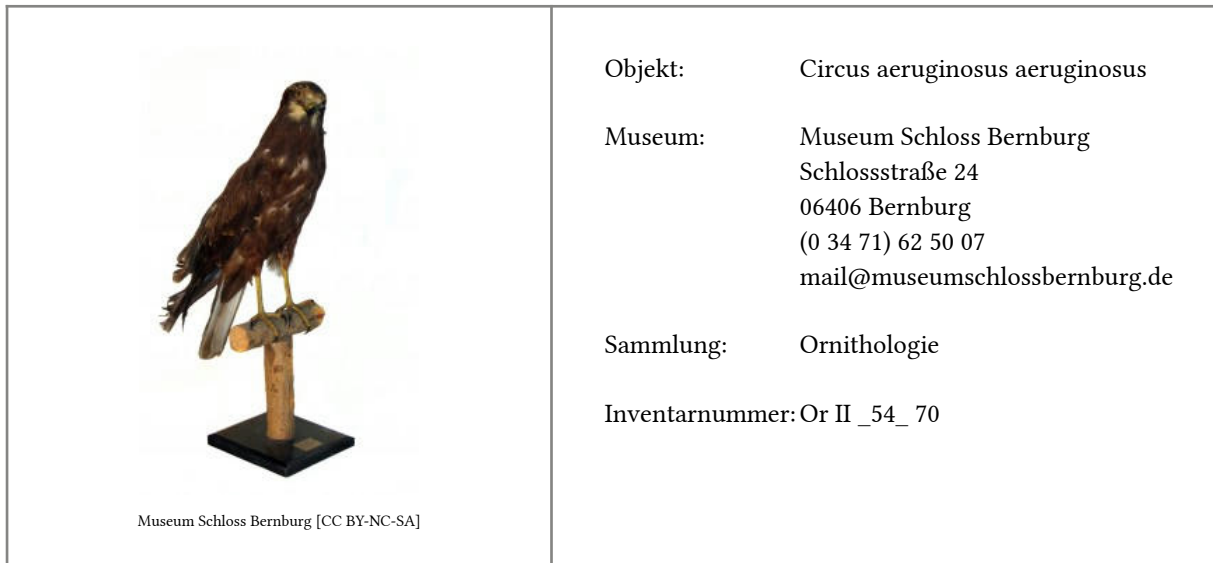 Museum Schloss Bernburg [CC BY-NC-SA]
Objekt: Circus aeruginosus aeruginosus
Museum: Museum Schloss Bernburg
Schlossstraße 24
06406 Bernburg
(0 34 71) 62 50 07
mail@museumschlossbernburg.de
Sammlung: Ornithologie
Inventarnummer: Or II _54_ 70